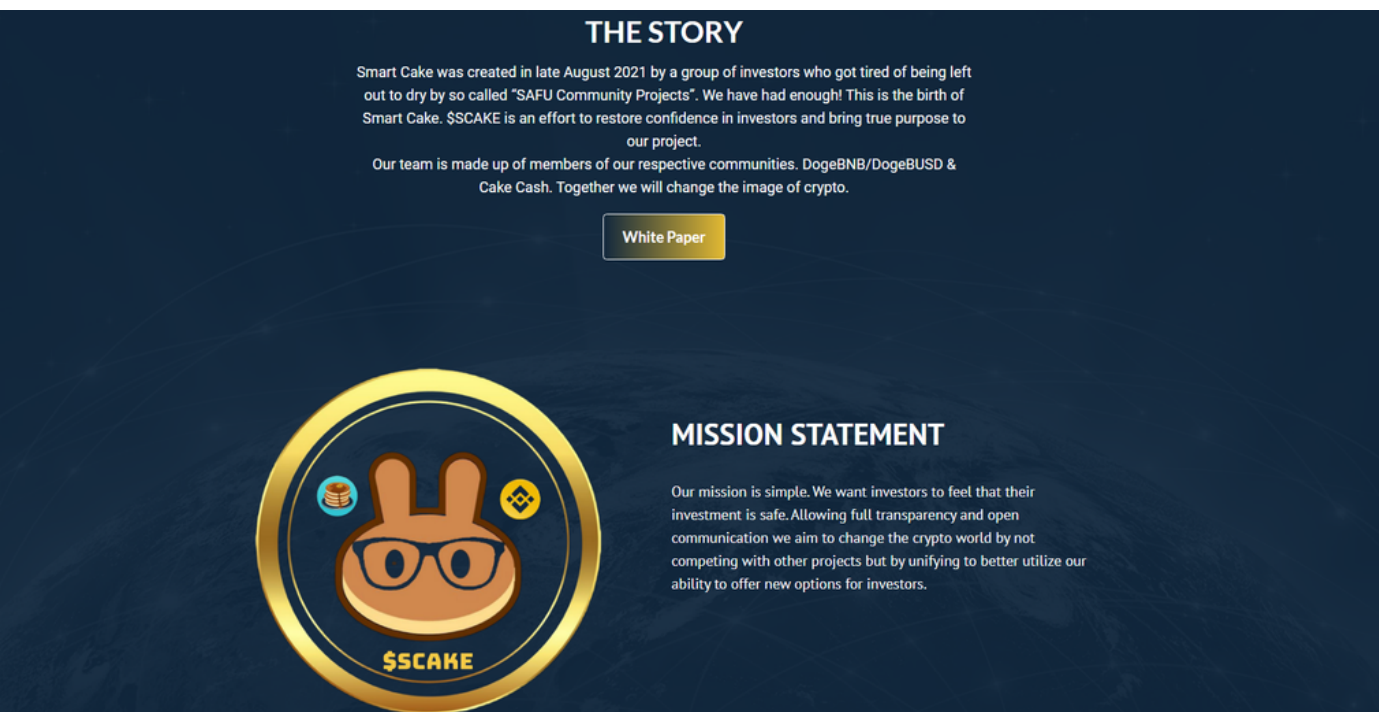 THE STORY
Smart Cake was created in late August 2021 by a group of investors who got tired of being left
out to dry by so called “SAFU Community Projects”. We have had enough! This is the birth of
Smart Cake. $SCAKE is an effort to restore confidence in investors and bring true purpose to
our project.
Our team is made up of members of our respective communities. DogeBNB/DogeBUSD &
Cake Cash. Together we will change the image of crypto.
White Paper
MISSION STATEMENT
Our mission is simple. We want investors to feel that their
investment is safe. Allowing full transparency and open
communication we aim to change the crypto world by not
competing with other projects but by unifying to better utilize our
ability to offer new options for investors.
$SCAKE